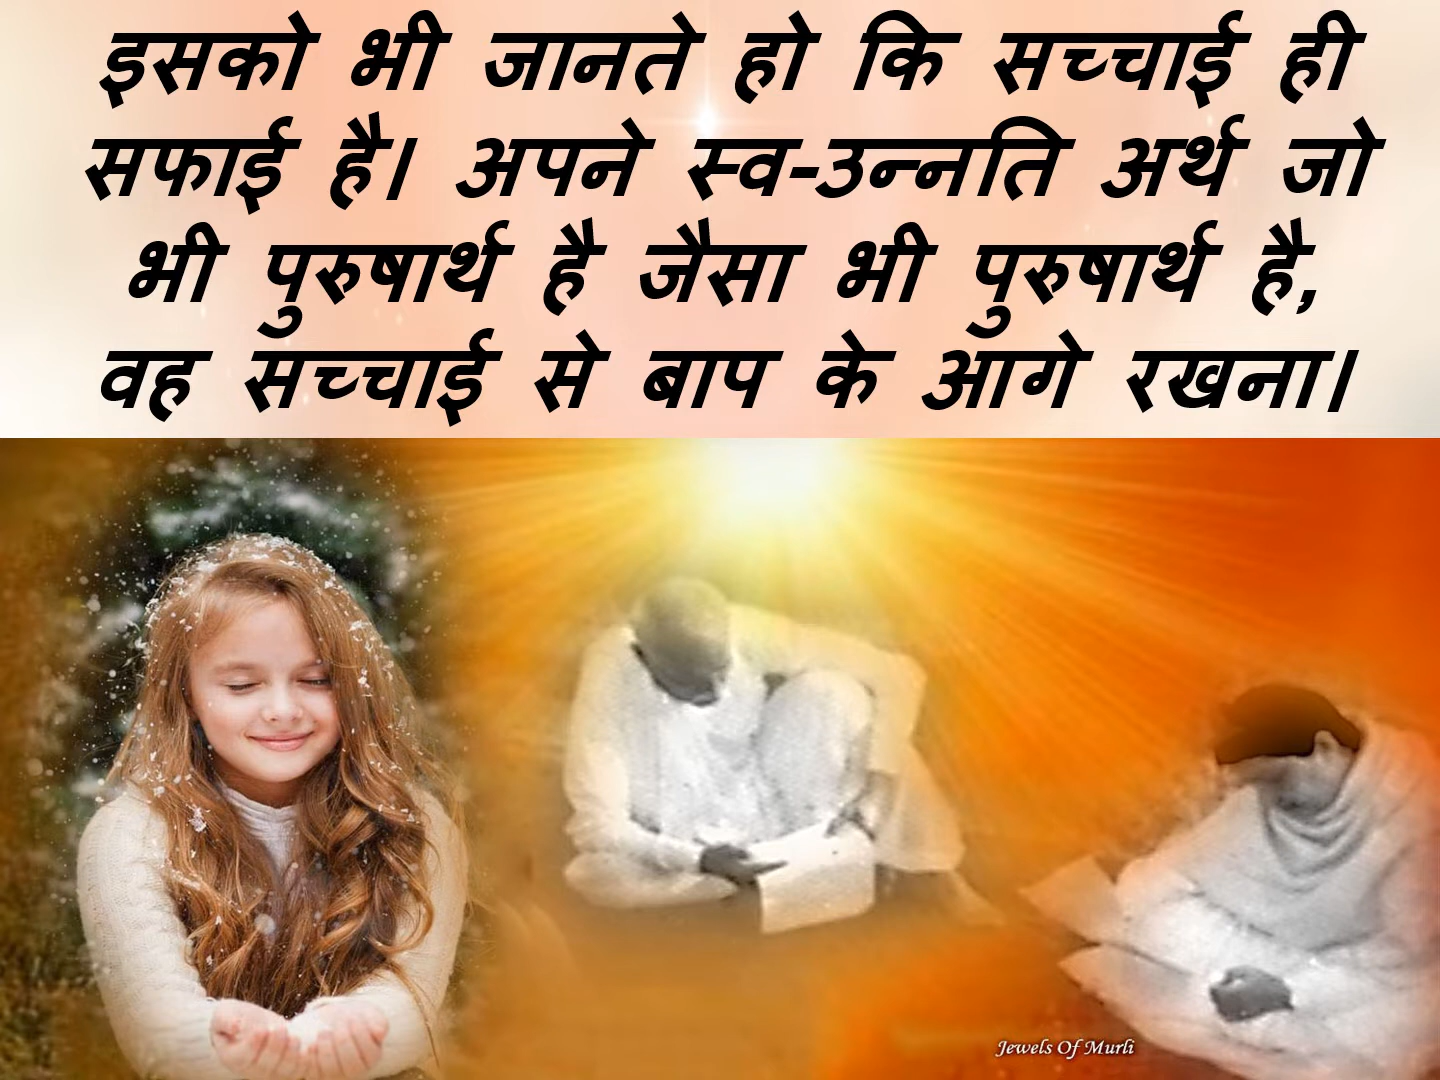 इसको भी जानते हो कि सच्चाई ही
सफाई है। अपने स्व-उन्नति अर्थ जो
भी पुरुषार्थ है जैसा भी पुरुषार्थ है,
वह सच्चाई से बाप के आगे रखना।
Jewels Of Murli